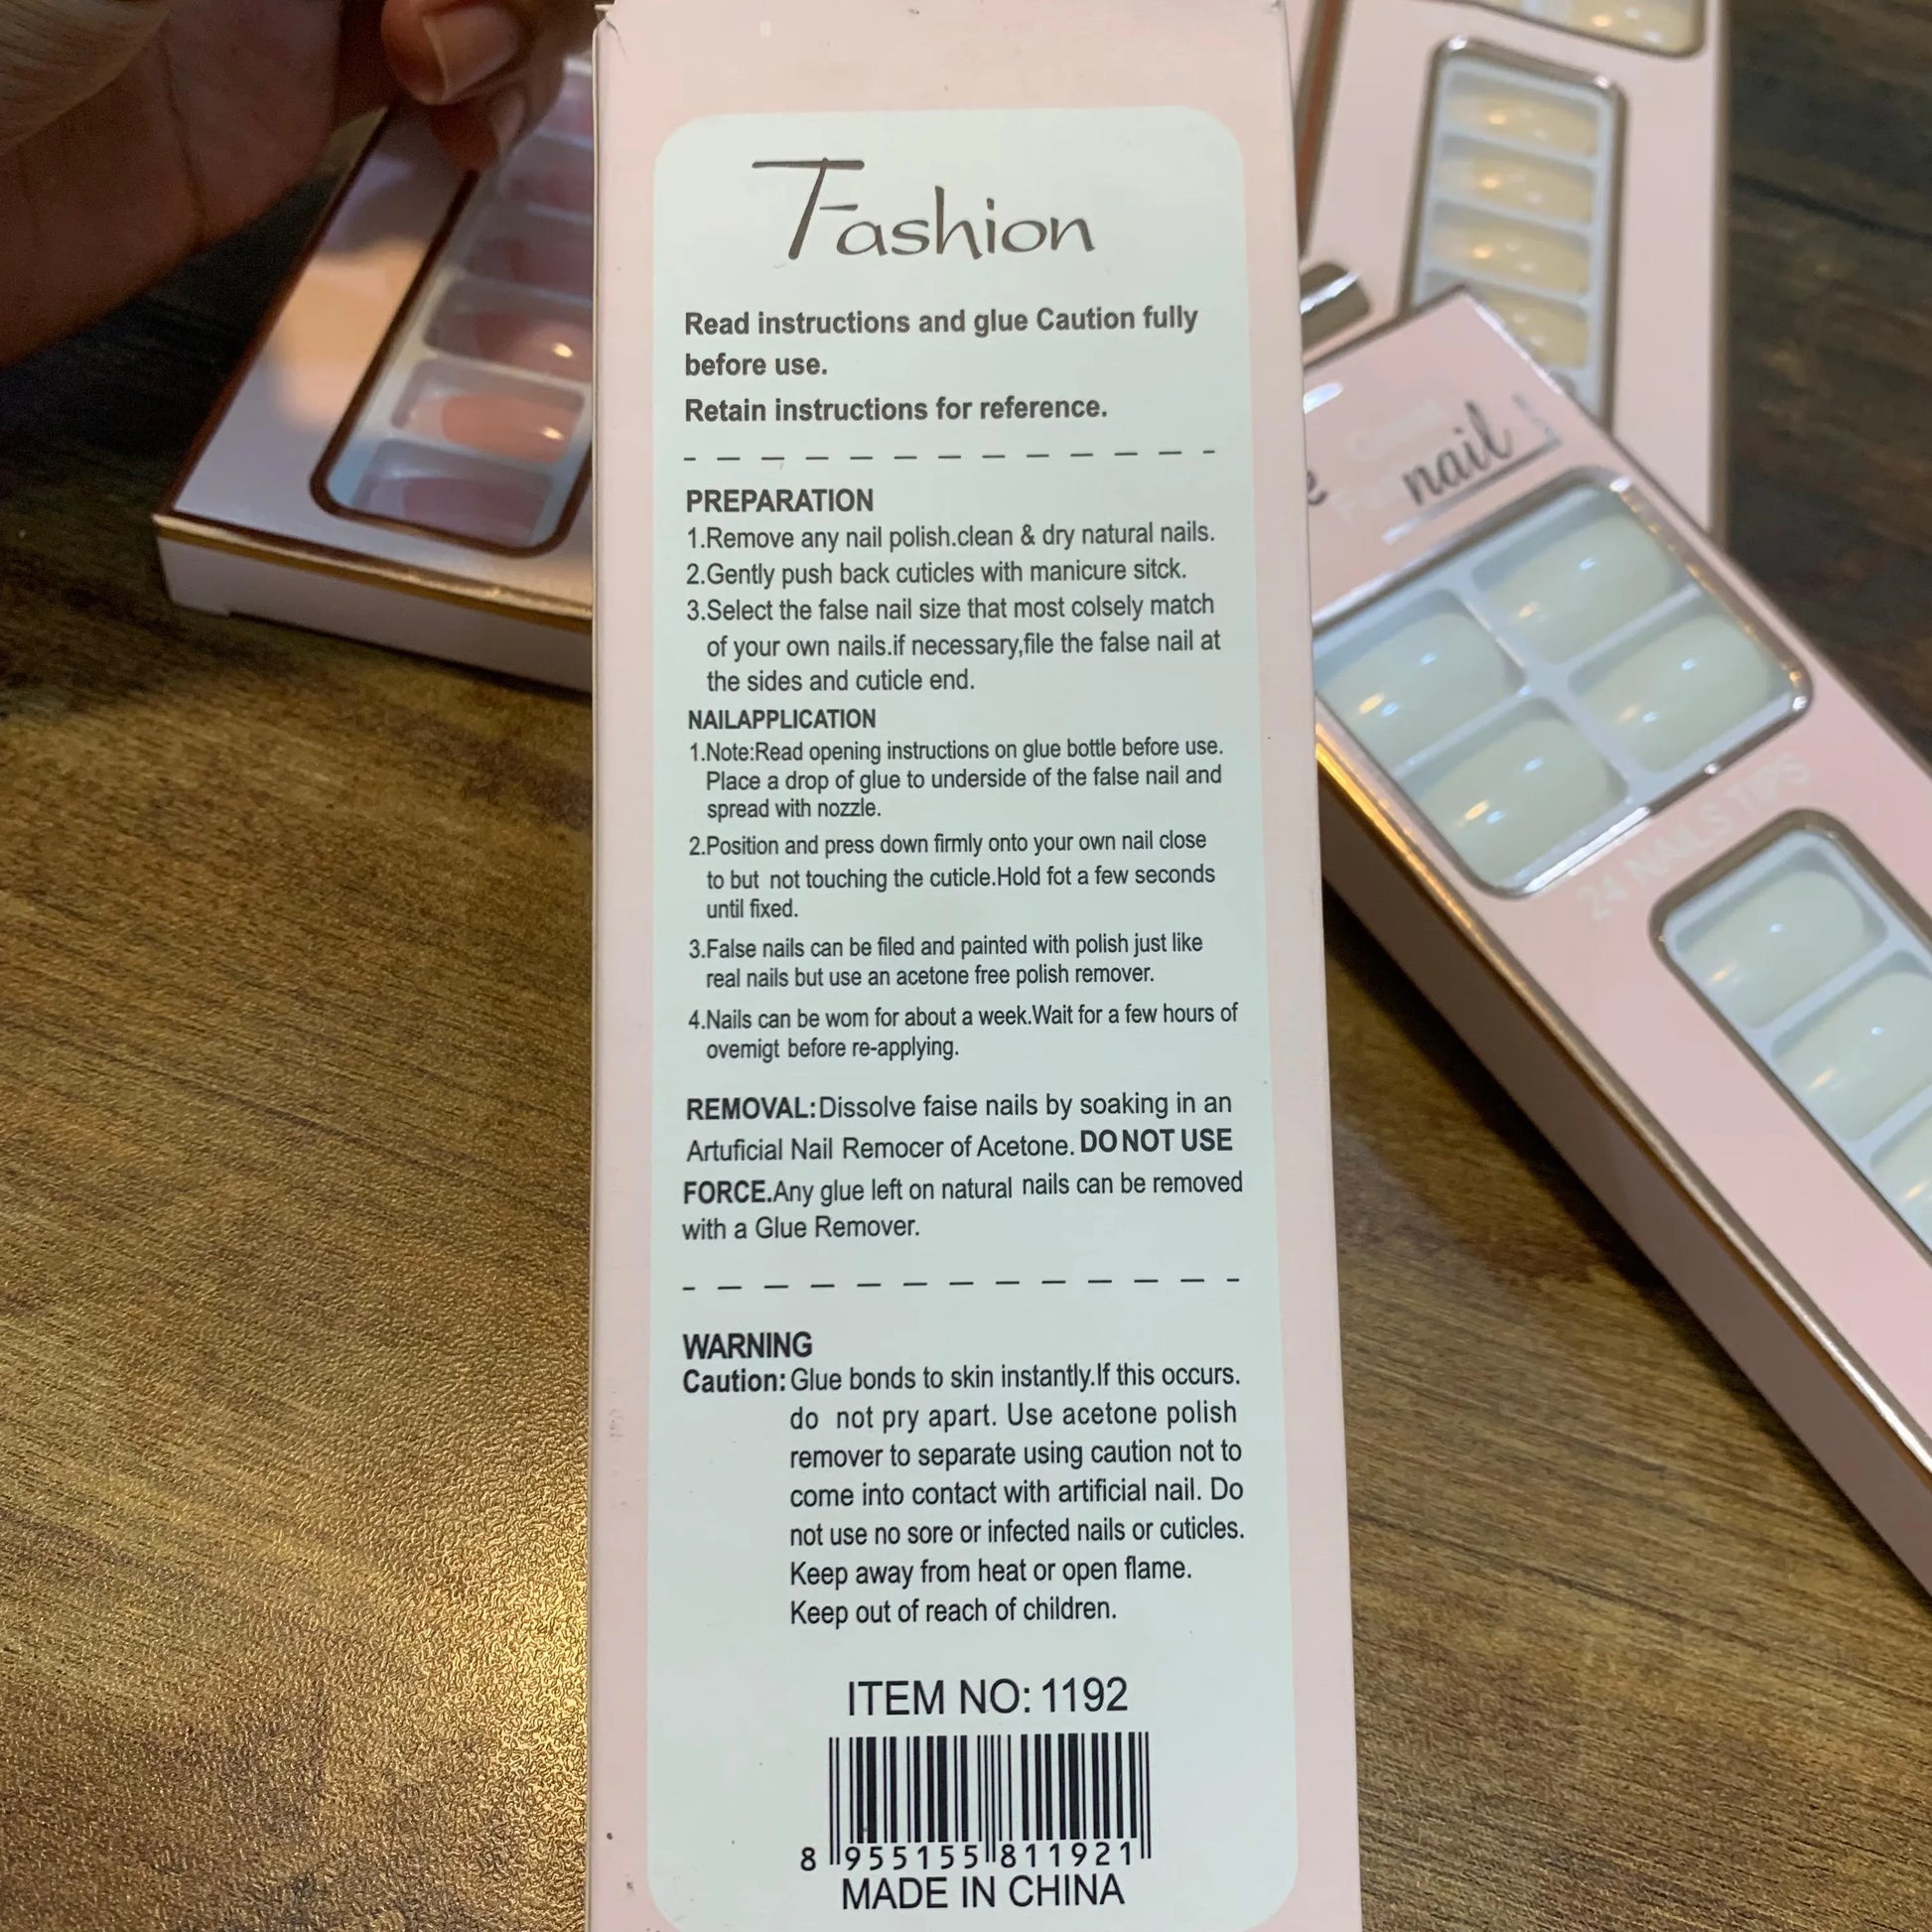 Fashion
Read instructions and glue Caution fully
before use.
Retain instructions for reference.
PREPARATION
1.Remove any nail polish.clean & dry natural nails.
2.Gently push back cuticles with manicure sitck.
3.Select the false nail size that most colsely match
of your own nails.if necessary,file the false nail at
the sides and cuticle end.
NAILAPPLICATION
1.Note:Read opening instructions on glue bottle before use.
Place a drop of glue to underside of the false nail and
spread with nozzle.
2.Position and press down firmly onto your own nail close
to but not touching the cuticle.Hold fot a few seconds
until fixed.
3.False nails can be filed and painted with polish just like
real nails but use an acetone free polish remover.
4.Nails can be wom for about a week.Wait for a few hours of
ovemigt before re-applying.
REMOVAL:Dissolve faise nails by soaking in an
Artuficial Nail Remocer of Acetone. DO NOT USE
FORCE.Any glue left on natural nails can be removed
with a Glue Remover.
WARNING
Caution: Glue bonds to skin instantly.If this occurs.
do not pry apart. Use acetone polish
remover to separate using caution not to
come into contact with artificial nail. Do
not use no sore or infected nails or cuticles.
Keep away from heat or open flame.
Keep out of reach of children.
ITEM NO: 1192
8 955155 811921
MADE IN CHINA
nail
24 NAILS TIPS